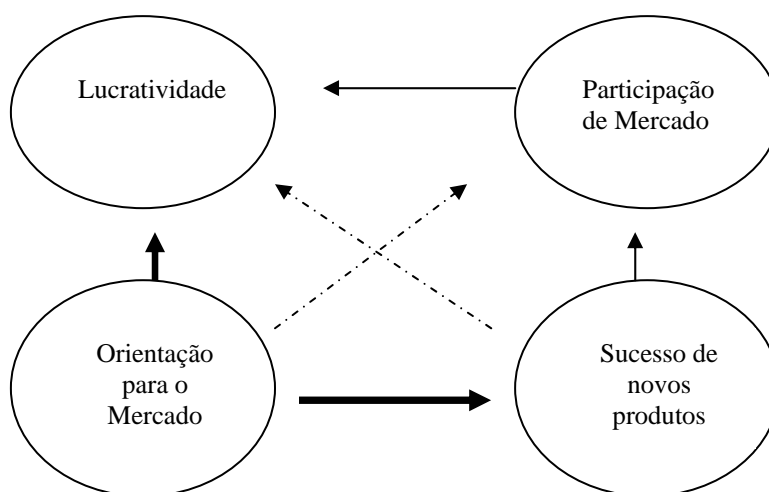 Lucratividade
Participação
de Mercado
Orientação
para o
Mercado
Sucesso de
novos
produtos